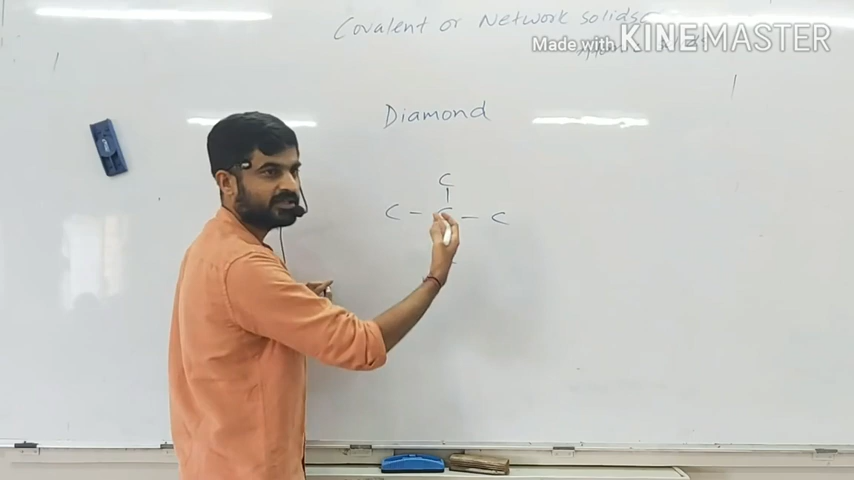 Covalent or Network solids
Made with KINEMASTER
Diamond
C
C - C - C